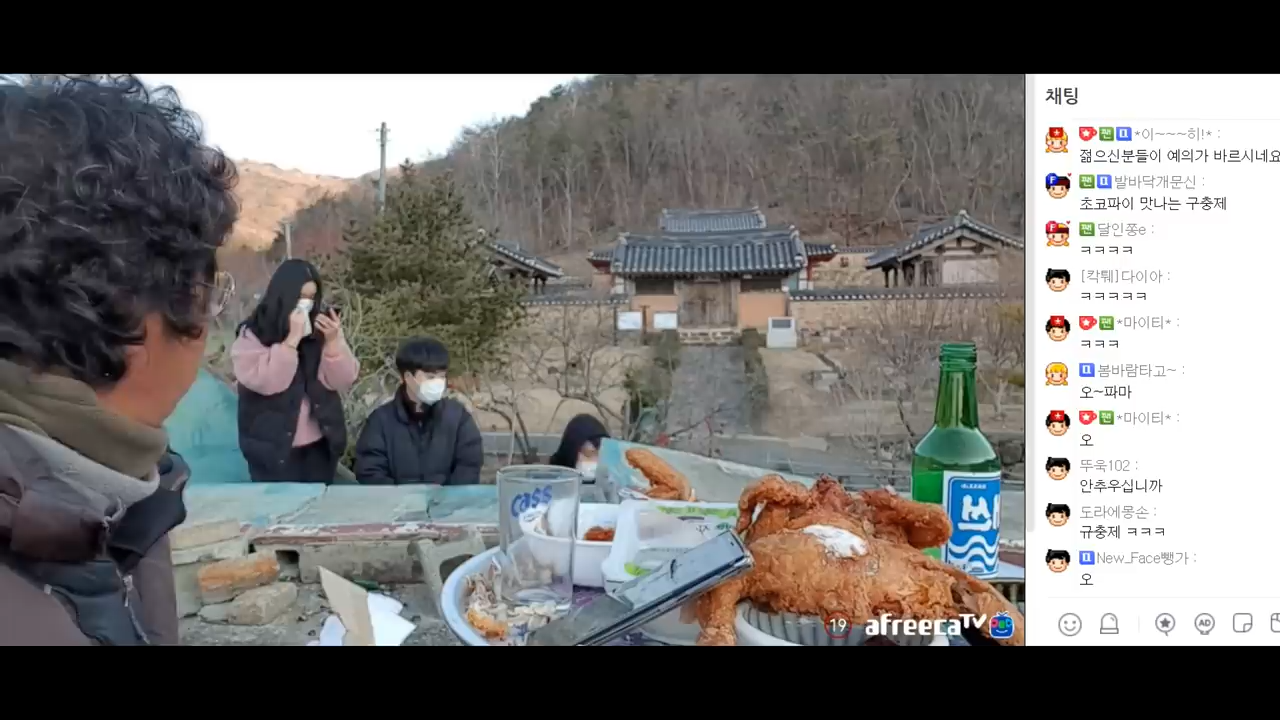 채팅
*이~~~히!* :
젊으신분들이 예의가 바르시네요
발바닥개문신 :
초코파이 맛나는 구충제
달인쫑e :
ㅋㅋㅋㅋ
[칵퉤]다이아 :
ㅋㅋㅋㅋㅋ
*마이티* :
ㅋㅋㅋ
봄바람타고~ :
오~파마
*마이티* :
오
뚜욱102 :
안추우십니까
도라에몽손 :
규충제 ㅋㅋㅋ
New_Face뺑가 :
오
Cass
19
afreecaTV
AD